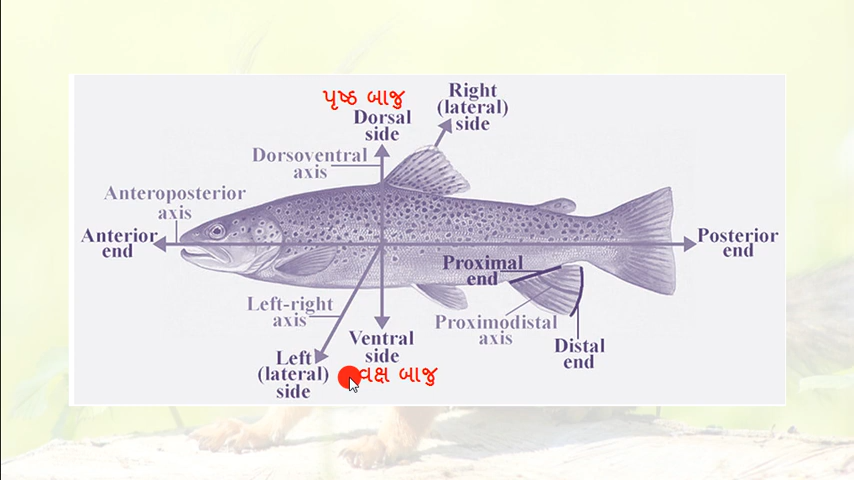 પૃષ્ઠ બાજુ
Dorsal
side
Right
(lateral)
side
Dorsoventral
axis
Anteroposterior
axis
Anterior
end
Posterior
end
Proximal
end
Left-right
axis
Proximodistal
axis
Ventral
side
Distal
end
Left
(lateral)
side
વક્ષ બાજુ